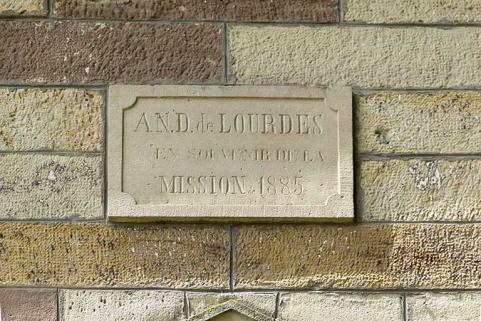 A N.D. de LOURDES
EN SOUVENIR DE LA
MISSION 1885